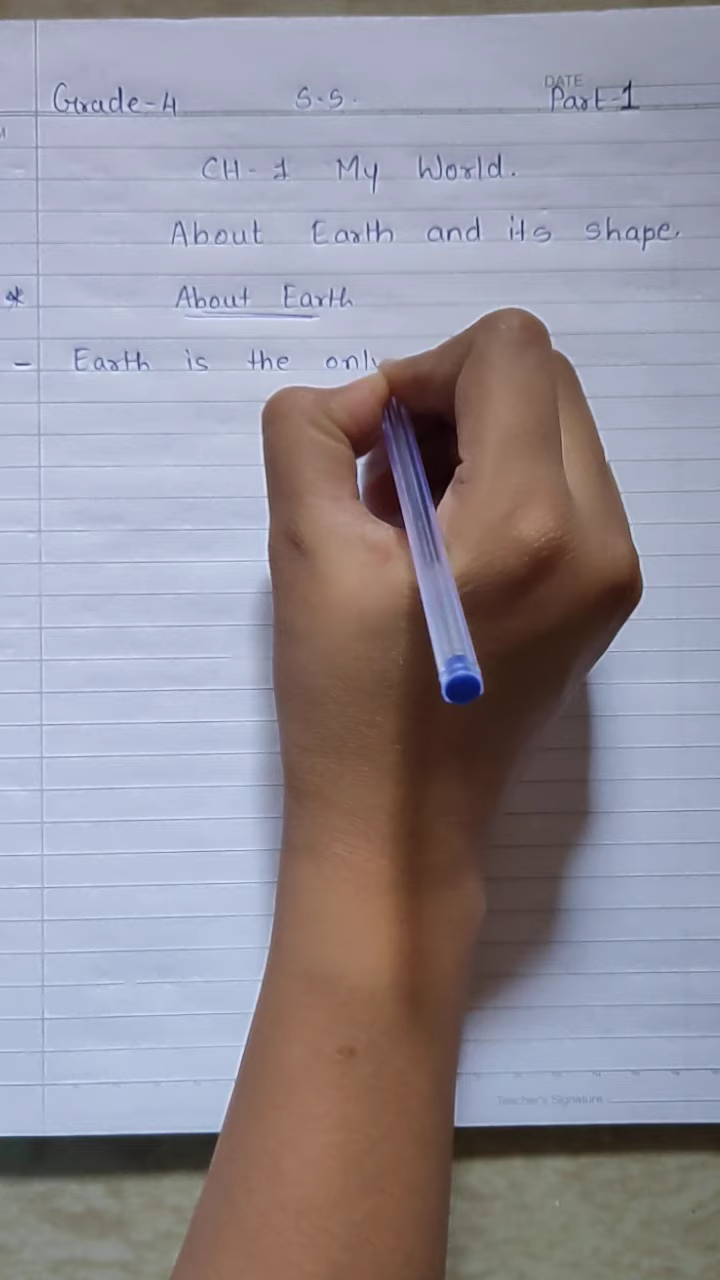 Grade-4 S.S. DATE Part-1
CH-1 My World.
About Earth and its shape.
* About Earth
- Earth is the only
Teacher's Signature